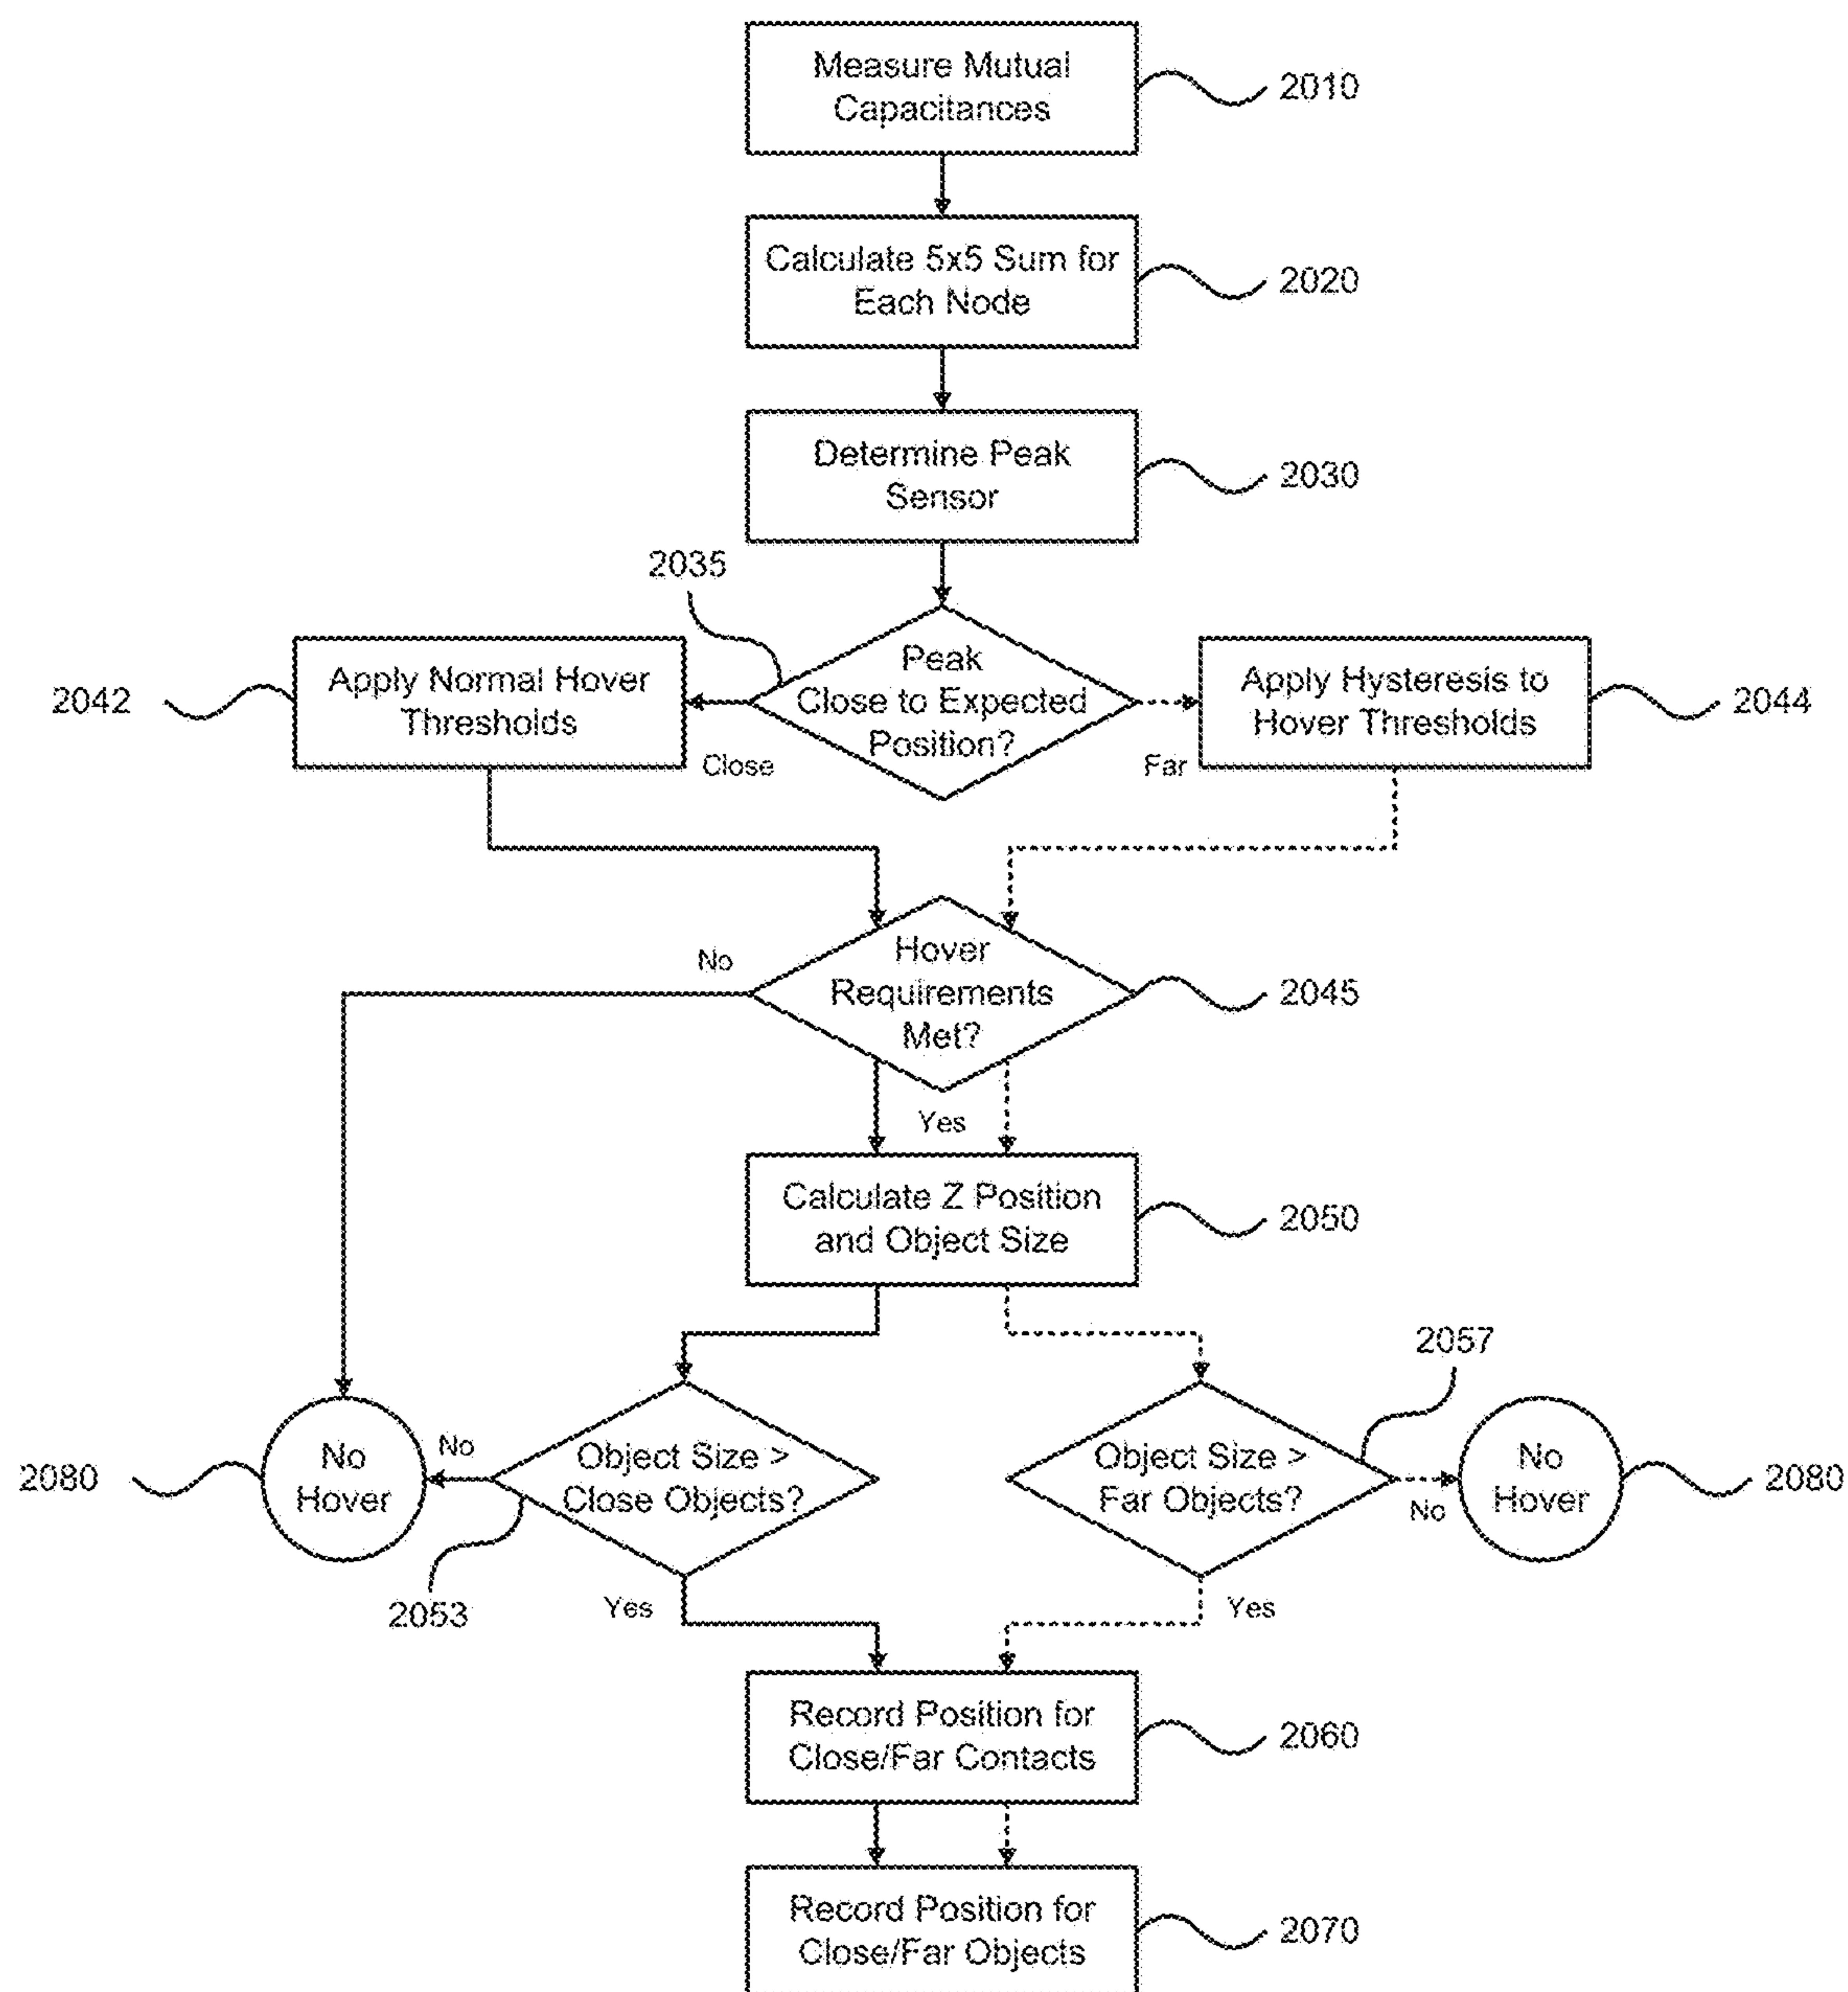 Measure Mutual
Capacitances
2010
Calculate 5x5 Sum for
Each Node
2020
Determine Peak
Sensor
2030
2035
2042
Apply Normal Hover
Thresholds
Close
Peak
Close to Expected
Position?
Far
Apply Hysteresis to
Hover Thresholds
2044
No
Hover
Requirements
Met?
2045
Yes
Calculate Z Position
and Object Size
2050
2057
2080
No
Hover
No
Object Size >
Close Objects?
2053
Yes
Object Size >
Far Objects?
No
Yes
No
Hover
2080
Record Position for
Close/Far Contacts
2060
Record Position for
Close/Far Objects
2070